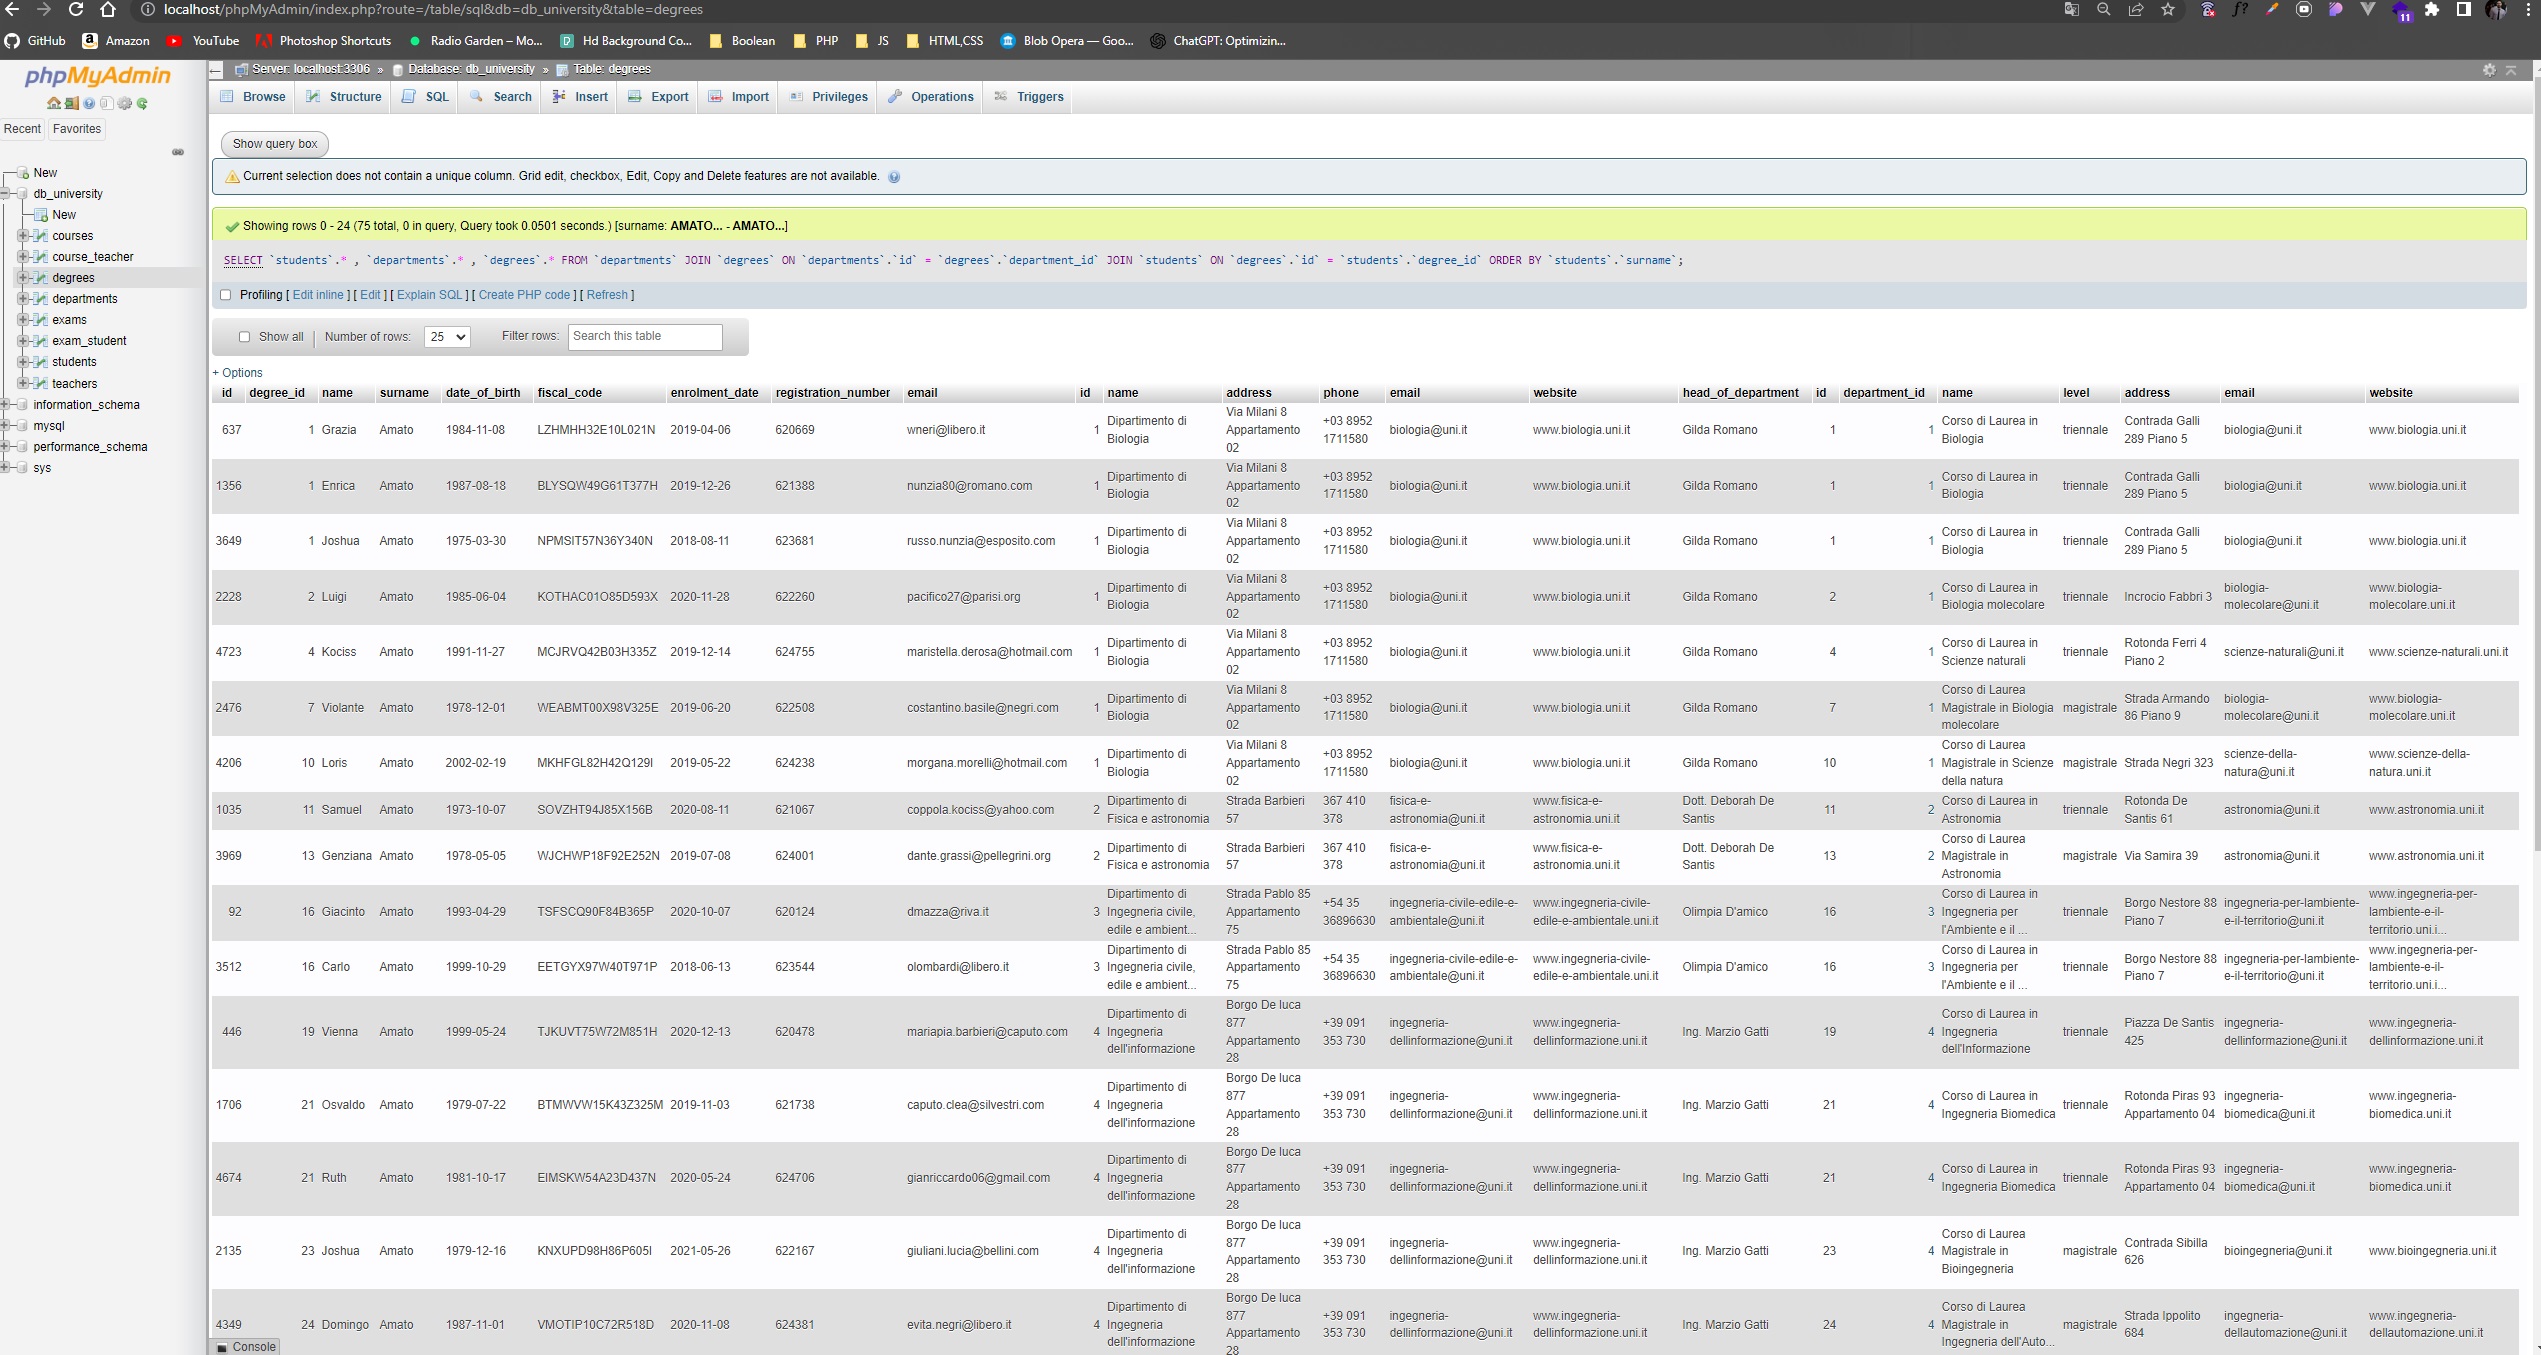 localhost/phpMyAdmin/index.php?route=/table/sql&db=db_university&table=degrees
11
GitHub Amazon YouTube Photoshop Shortcuts Radio Garden – Mo... Hd Background Co... Boolean PHP JS HTML,CSS Blob Opera — Goo... ChatGPT: Optimizin...
phpMyAdmin
Recent Favorites
New
db_university
New
courses
course_teacher
degrees
departments
exams
exam_student
students
teachers
information_schema
mysql
performance_schema
sys
Server: localhost:3306 » Database: db_university » Table: degrees
Browse Structure SQL Search Insert Export Import Privileges Operations Triggers
Show query box
Current selection does not contain a unique column. Grid edit, checkbox, Edit, Copy and Delete features are not available.
Showing rows 0 - 24 (75 total, 0 in query, Query took 0.0501 seconds.) [surname: AMATO... - AMATO...]
SELECT `students`.* , `departments`.* , `degrees`.* FROM `departments` JOIN `degrees` ON `departments`.`id` = `degrees`.`department_id` JOIN `students` ON `degrees`.`id` = `students`.`degree_id` ORDER BY `students`.`surname`;
Profiling [ Edit inline ] [ Edit ] [ Explain SQL ] [ Create PHP code ] [ Refresh ]
Show all | Number of rows: 25 Filter rows: Search this table
+ Options
id degree_id name surname date_of_birth fiscal_code enrolment_date registration_number email id name address phone email website head_of_department id department_id name level address email website
637 1 Grazia Amato 1984-11-08 LZHMHH32E10L021N 2019-04-06 620669 wneri@libero.it 1 Dipartimento di Biologia Via Milani 8 Appartamento 02 +03 8952 1711580 biologia@uni.it www.biologia.uni.it Gilda Romano 1 1 Corso di Laurea in Biologia triennale Contrada Galli 289 Piano 5 biologia@uni.it www.biologia.uni.it
1356 1 Enrica Amato 1987-08-18 BLYSQW49G61T377H 2019-12-26 621388 nunzia80@romano.com 1 Dipartimento di Biologia Via Milani 8 Appartamento 02 +03 8952 1711580 biologia@uni.it www.biologia.uni.it Gilda Romano 1 1 Corso di Laurea in Biologia triennale Contrada Galli 289 Piano 5 biologia@uni.it www.biologia.uni.it
3649 1 Joshua Amato 1975-03-30 NPMSIT57N36Y340N 2018-08-11 623681 russo.nunzia@esposito.com 1 Dipartimento di Biologia Via Milani 8 Appartamento 02 +03 8952 1711580 biologia@uni.it www.biologia.uni.it Gilda Romano 1 1 Corso di Laurea in Biologia triennale Contrada Galli 289 Piano 5 biologia@uni.it www.biologia.uni.it
2228 2 Luigi Amato 1985-06-04 KOTHAC01O85D593X 2020-11-28 622260 pacifico27@parisi.org 1 Dipartimento di Biologia Via Milani 8 Appartamento 02 +03 8952 1711580 biologia@uni.it www.biologia.uni.it Gilda Romano 2 1 Corso di Laurea in Biologia molecolare triennale Incrocio Fabbri 3 biologia-molecolare@uni.it www.biologia-molecolare.uni.it
4723 4 Kociss Amato 1991-11-27 MCJRVQ42B03H335Z 2019-12-14 624755 maristella.derosa@hotmail.com 1 Dipartimento di Biologia Via Milani 8 Appartamento 02 +03 8952 1711580 biologia@uni.it www.biologia.uni.it Gilda Romano 4 1 Corso di Laurea in Scienze naturali triennale Rotonda Ferri 4 Piano 2 scienze-naturali@uni.it www.scienze-naturali.uni.it
2476 7 Violante Amato 1978-12-01 WEABMT00X98V325E 2019-06-20 622508 costantino.basile@negri.com 1 Dipartimento di Biologia Via Milani 8 Appartamento 02 +03 8952 1711580 biologia@uni.it www.biologia.uni.it Gilda Romano 7 1 Corso di Laurea Magistrale in Biologia molecolare magistrale Strada Armando 86 Piano 9 biologia-molecolare@uni.it www.biologia-molecolare.uni.it
4206 10 Loris Amato 2002-02-19 MKHFGL82H42Q129I 2019-05-22 624238 morgana.morelli@hotmail.com 1 Dipartimento di Biologia Via Milani 8 Appartamento 02 +03 8952 1711580 biologia@uni.it www.biologia.uni.it Gilda Romano 10 1 Corso di Laurea Magistrale in Scienze della natura magistrale Strada Negri 323 scienze-della-natura@uni.it www.scienze-della-natura.uni.it
1035 11 Samuel Amato 1973-10-07 SOVZHT94J85X156B 2020-08-11 621067 coppola.kociss@yahoo.com 2 Dipartimento di Fisica e astronomia Strada Barbieri 57 367 410 378 fisica-e-astronomia@uni.it www.fisica-e-astronomia.uni.it Dott. Deborah De Santis 11 2 Corso di Laurea in Astronomia triennale Rotonda De Santis 61 astronomia@uni.it www.astronomia.uni.it
3969 13 Genziana Amato 1978-05-05 WJCHWP18F92E252N 2019-07-08 624001 dante.grassi@pellegrini.org 2 Dipartimento di Fisica e astronomia Strada Barbieri 57 367 410 378 fisica-e-astronomia@uni.it www.fisica-e-astronomia.uni.it Dott. Deborah De Santis 13 2 Corso di Laurea Magistrale in Astronomia magistrale Via Samira 39 astronomia@uni.it www.astronomia.uni.it
92 16 Giacinto Amato 1993-04-29 TSFSCQ90F84B365P 2020-10-07 620124 dmazza@riva.it 3 Dipartimento di Ingegneria civile, edile e ambient... Strada Pablo 85 Appartamento 75 +54 35 36896630 ingegneria-civile-edile-e-ambientale@uni.it www.ingegneria-civile-edile-e-ambientale.uni.it Olimpia D'amico 16 3 Corso di Laurea in Ingegneria per l'Ambiente e il ... triennale Borgo Nestore 88 Piano 7 ingegneria-per-lambiente-e-il-territorio@uni.it www.ingegneria-per-lambiente-e-il-territorio.uni.i...
3512 16 Carlo Amato 1999-10-29 EETGYX97W40T971P 2018-06-13 623544 olombardi@libero.it 3 Dipartimento di Ingegneria civile, edile e ambient... Strada Pablo 85 Appartamento 75 +54 35 36896630 ingegneria-civile-edile-e-ambientale@uni.it www.ingegneria-civile-edile-e-ambientale.uni.it Olimpia D'amico 16 3 Corso di Laurea in Ingegneria per l'Ambiente e il ... triennale Borgo Nestore 88 Piano 7 ingegneria-per-lambiente-e-il-territorio@uni.it www.ingegneria-per-lambiente-e-il-territorio.uni.i...
446 19 Vienna Amato 1999-05-24 TJKUVT75W72M851H 2020-12-13 620478 mariapia.barbieri@caputo.com 4 Dipartimento di Ingegneria dell'informazione Borgo De luca 877 Appartamento 28 +39 091 353 730 ingegneria-dellinformazione@uni.it www.ingegneria-dellinformazione.uni.it Ing. Marzio Gatti 19 4 Corso di Laurea in Ingegneria dell'Informazione triennale Piazza De Santis 425 ingegneria-dellinformazione@uni.it www.ingegneria-dellinformazione.uni.it
1706 21 Osvaldo Amato 1979-07-22 BTMWVW15K43Z325M 2019-11-03 621738 caputo.clea@silvestri.com 4 Dipartimento di Ingegneria dell'informazione Borgo De luca 877 Appartamento 28 +39 091 353 730 ingegneria-dellinformazione@uni.it www.ingegneria-dellinformazione.uni.it Ing. Marzio Gatti 21 4 Corso di Laurea in Ingegneria Biomedica triennale Rotonda Piras 93 Appartamento 04 ingegneria-biomedica@uni.it www.ingegneria-biomedica.uni.it
4674 21 Ruth Amato 1981-10-17 EIMSKW54A23D437N 2020-05-24 624706 gianriccardo06@gmail.com 4 Dipartimento di Ingegneria dell'informazione Borgo De luca 877 Appartamento 28 +39 091 353 730 ingegneria-dellinformazione@uni.it www.ingegneria-dellinformazione.uni.it Ing. Marzio Gatti 21 4 Corso di Laurea in Ingegneria Biomedica triennale Rotonda Piras 93 Appartamento 04 ingegneria-biomedica@uni.it www.ingegneria-biomedica.uni.it
2135 23 Joshua Amato 1979-12-16 KNXUPD98H86P605I 2021-05-26 622167 giuliani.lucia@bellini.com 4 Dipartimento di Ingegneria dell'informazione Borgo De luca 877 Appartamento 28 +39 091 353 730 ingegneria-dellinformazione@uni.it www.ingegneria-dellinformazione.uni.it Ing. Marzio Gatti 23 4 Corso di Laurea Magistrale in Bioingegneria magistrale Contrada Sibilla 626 bioingegneria@uni.it www.bioingegneria.uni.it
4349 24 Domingo Amato 1987-11-01 VMOTIP10C72R518D 2020-11-08 624381 evita.negri@libero.it 4 Dipartimento di Ingegneria dell'informazione Borgo De luca 877 Appartamento 28 +39 091 353 730 ingegneria-dellinformazione@uni.it www.ingegneria-dellinformazione.uni.it Ing. Marzio Gatti 24 4 Corso di Laurea Magistrale in Ingegneria dell'Auto... magistrale Strada Ippolito 684 ingegneria-dellautomazione@uni.it www.ingegneria-dellautomazione.uni.it
Console